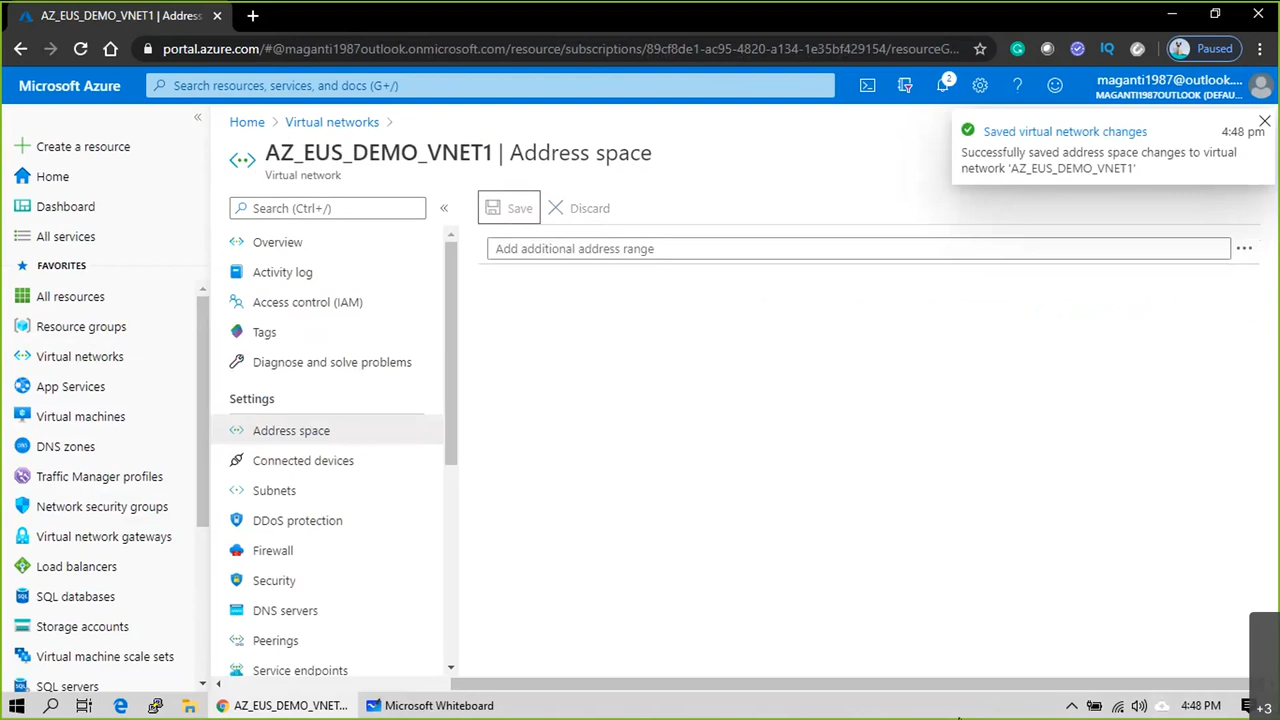 AZ_EUS_DEMO_VNET1 | Address
portal.azure.com/#@maganti1987outlook.onmicrosoft.com/resource/subscriptions/89cf8de1-ac95-4820-a134-1e35bf429154/resourceG...
IQ
Paused
Microsoft Azure
Search resources, services, and docs (G+/)
2
maganti1987@outlook....
MAGANTI1987OUTLOOK (DEFAU...
Create a resource
Home
Dashboard
All services
FAVORITES
All resources
Resource groups
Virtual networks
App Services
Virtual machines
DNS zones
Traffic Manager profiles
Network security groups
Virtual network gateways
Load balancers
SQL databases
Storage accounts
Virtual machine scale sets
SQL servers
Home > Virtual networks >
AZ_EUS_DEMO_VNET1 | Address space
Virtual network
Search (Ctrl+/)
Overview
Activity log
Access control (IAM)
Tags
Diagnose and solve problems
Settings
Address space
Connected devices
Subnets
DDoS protection
Firewall
Security
DNS servers
Peerings
Service endpoints
Save
Discard
Add additional address range
Saved virtual network changes
4:48 pm
Successfully saved address space changes to virtual
network 'AZ_EUS_DEMO_VNET1'
AZ_EUS_DEMO_VNET...
Microsoft Whiteboard
4:48 PM
+3